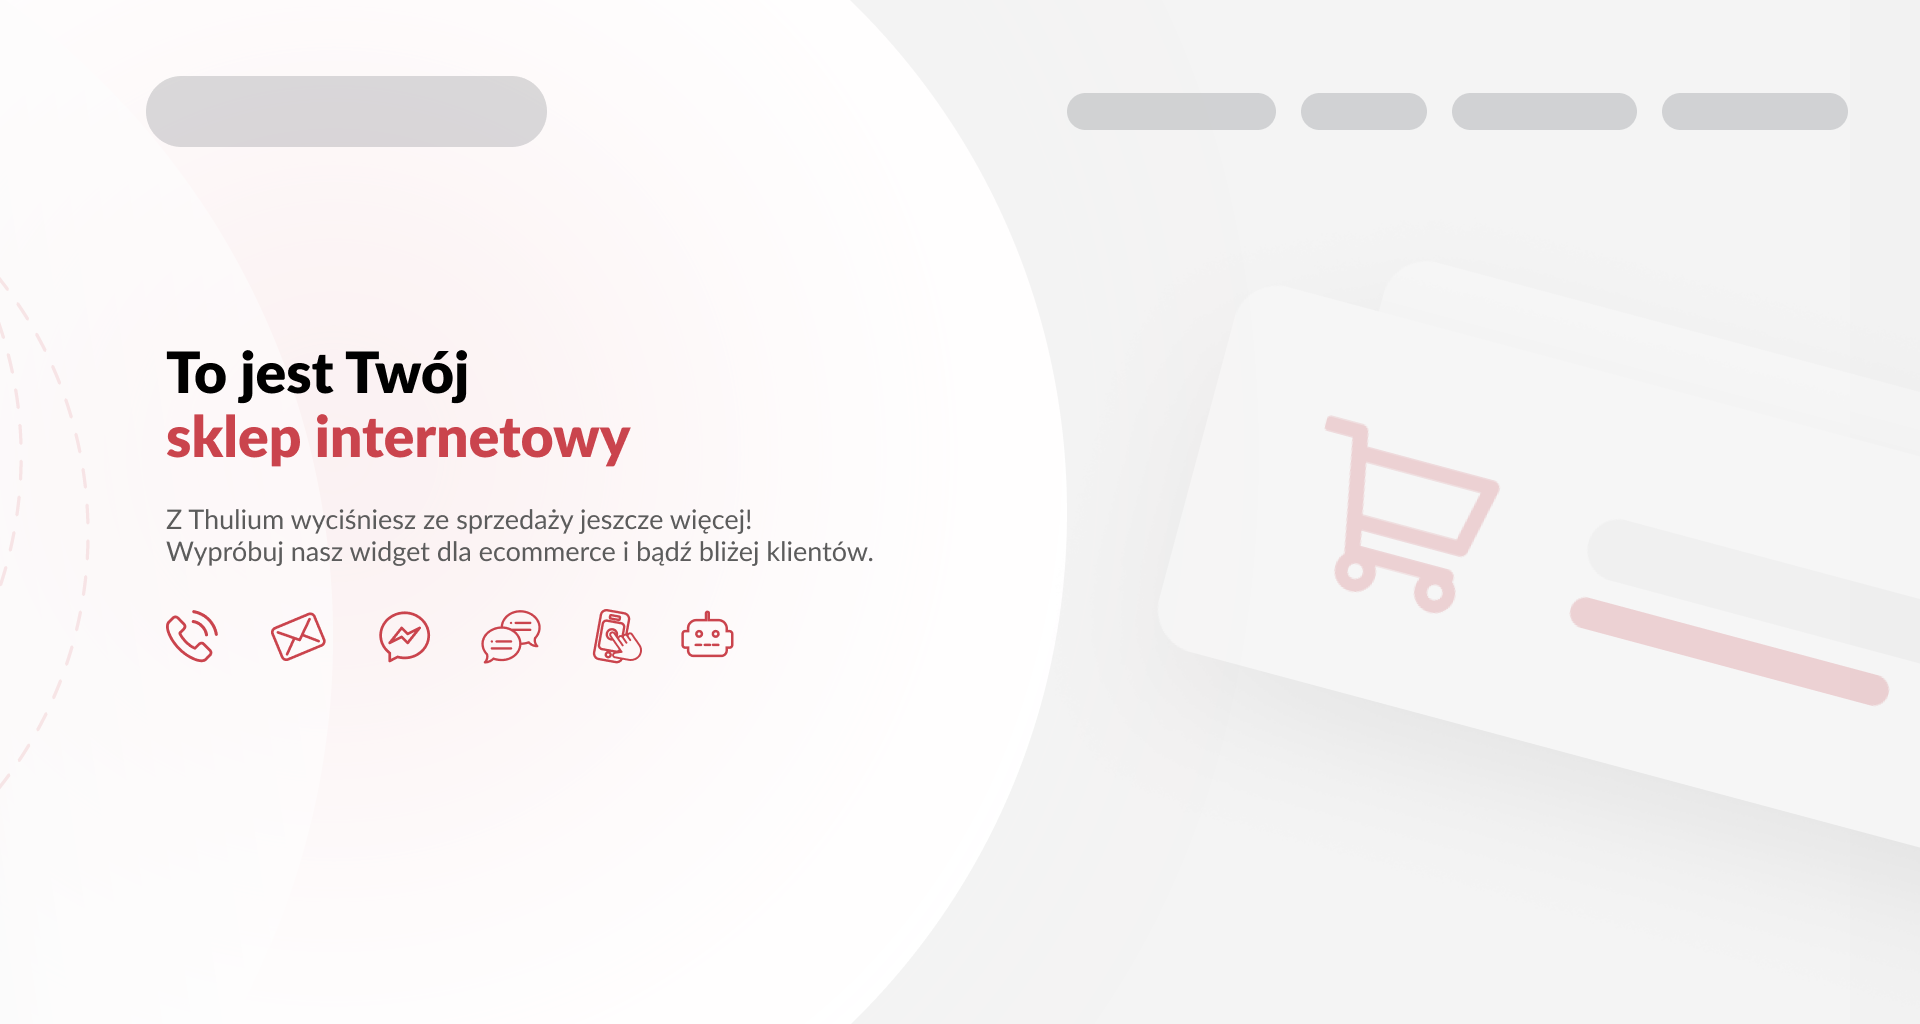 To jest Twój
sklep internetowy
Z Thulium wyciśniesz ze sprzedaży jeszcze więcej!
Wypróbuj nasz widget dla ecommerce i bądź bliżej klientów.